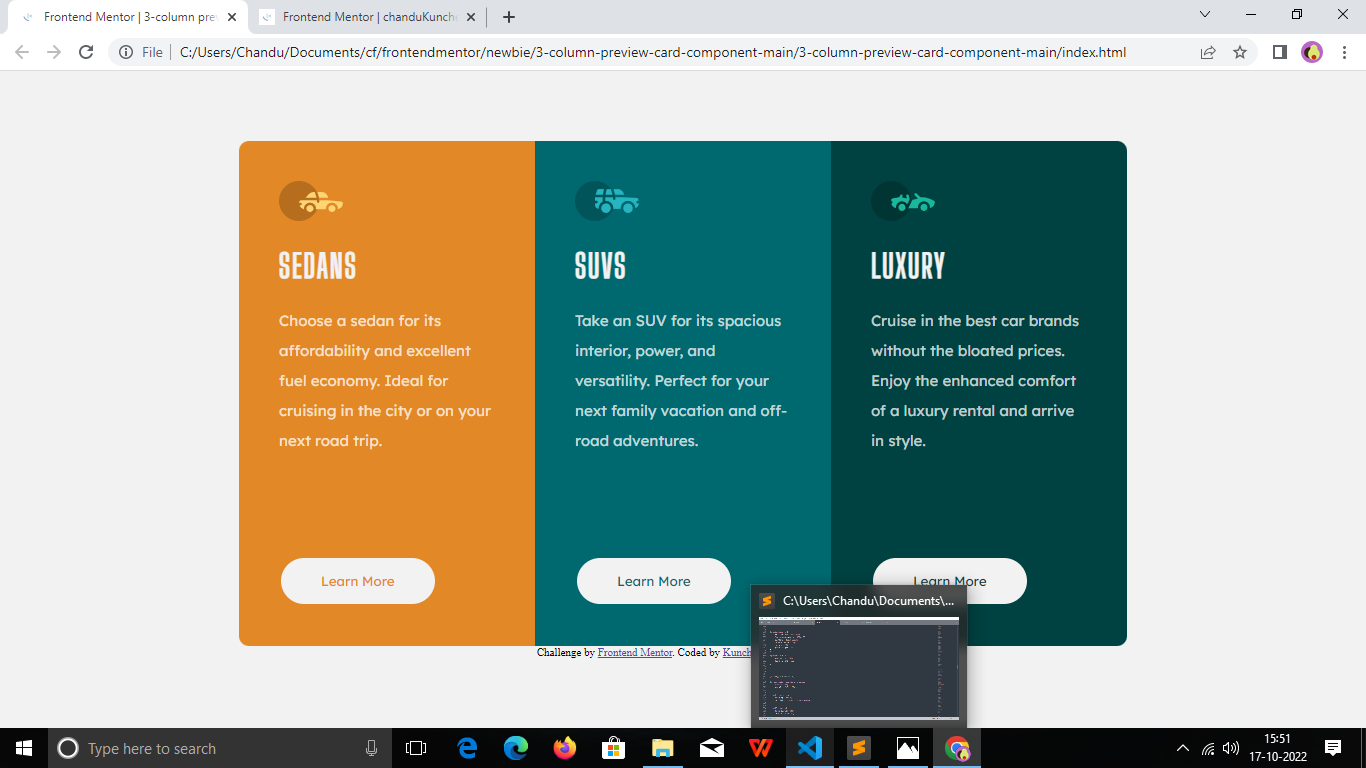 Frontend Mentor | 3-column pre
Frontend Mentor | chanduKunche
File
C:/Users/Chandu/Documents/cf/frontendmentor/newbie/3-column-preview-card-component-main/3-column-preview-card-component-main/index.html
SEDANS
Choose a sedan for its
affordability and excellent
fuel economy. Ideal for
cruising in the city or on your
next road trip.
Learn More
SUVS
Take an SUV for its spacious
interior, power, and
versatility. Perfect for your
next family vacation and off-
road adventures.
Learn More
LUXURY
Cruise in the best car brands
without the bloated prices.
Enjoy the enhanced comfort
of a luxury rental and arrive
in style.
Learn More
Challenge by Frontend Mentor. Coded by Kunch
C:\Users\Chandu\Documents\...
Type here to search
15:51
17-10-2022